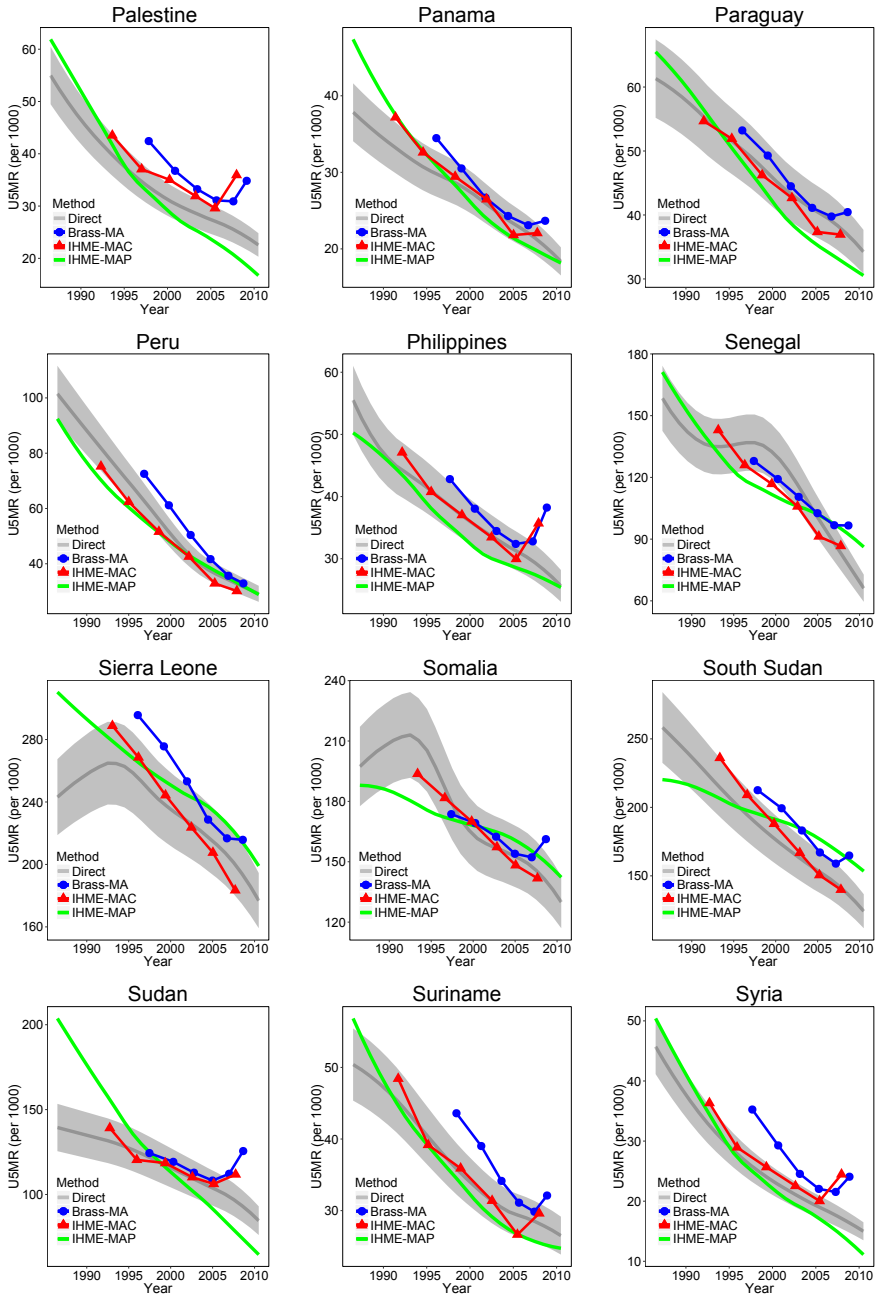 Palestine
60
50
40
30
20
U5MR (per 1000)
Method
Direct
Brass-MA
IHME-MAC
IHME-MAP
1990 1995 2000 2005 2010
Year
Panama
40
30
20
U5MR (per 1000)
Method
Direct
Brass-MA
IHME-MAC
IHME-MAP
1990 1995 2000 2005 2010
Year
Paraguay
60
50
40
30
U5MR (per 1000)
Method
Direct
Brass-MA
IHME-MAC
IHME-MAP
1990 1995 2000 2005 2010
Year
Peru
100
80
60
40
U5MR (per 1000)
Method
Direct
Brass-MA
IHME-MAC
IHME-MAP
1990 1995 2000 2005 2010
Year
Philippines
60
50
40
30
U5MR (per 1000)
Method
Direct
Brass-MA
IHME-MAC
IHME-MAP
1990 1995 2000 2005 2010
Year
Senegal
180
150
120
90
60
U5MR (per 1000)
Method
Direct
Brass-MA
IHME-MAC
IHME-MAP
1990 1995 2000 2005 2010
Year
Sierra Leone
280
240
200
160
U5MR (per 1000)
Method
Direct
Brass-MA
IHME-MAC
IHME-MAP
1990 1995 2000 2005 2010
Year
Somalia
240
210
180
150
120
U5MR (per 1000)
Method
Direct
Brass-MA
IHME-MAC
IHME-MAP
1990 1995 2000 2005 2010
Year
South Sudan
250
200
150
U5MR (per 1000)
Method
Direct
Brass-MA
IHME-MAC
IHME-MAP
1990 1995 2000 2005 2010
Year
Sudan
200
150
100
U5MR (per 1000)
Method
Direct
Brass-MA
IHME-MAC
IHME-MAP
1990 1995 2000 2005 2010
Year
Suriname
50
40
30
U5MR (per 1000)
Method
Direct
Brass-MA
IHME-MAC
IHME-MAP
1990 1995 2000 2005 2010
Year
Syria
50
40
30
20
10
U5MR (per 1000)
Method
Direct
Brass-MA
IHME-MAC
IHME-MAP
1990 1995 2000 2005 2010
Year